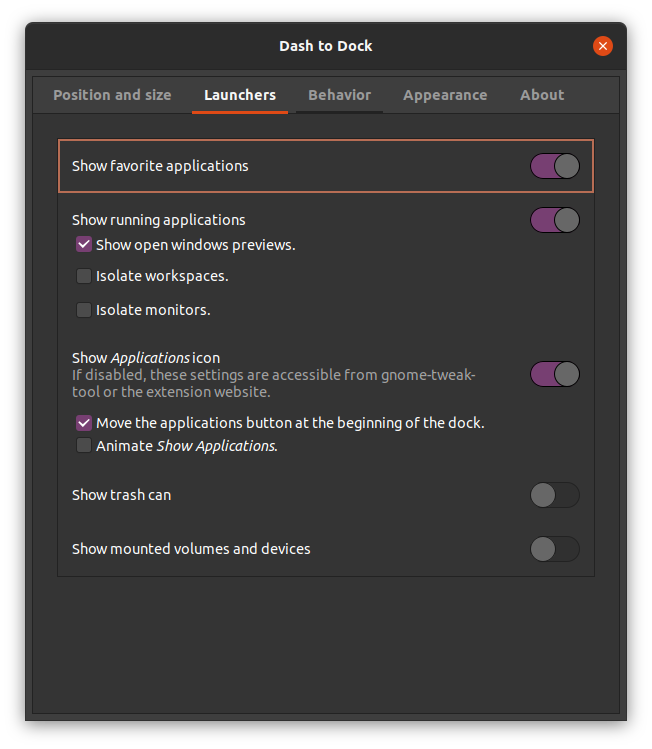 Dash to Dock
Position and size Launchers Behavior Appearance About
Show favorite applications
Show running applications
Show open windows previews.
Isolate workspaces.
Isolate monitors.
Show Applications icon
If disabled, these settings are accessible from gnome-tweak-
tool or the extension website.
Move the applications button at the beginning of the dock.
Animate Show Applications.
Show trash can
Show mounted volumes and devices